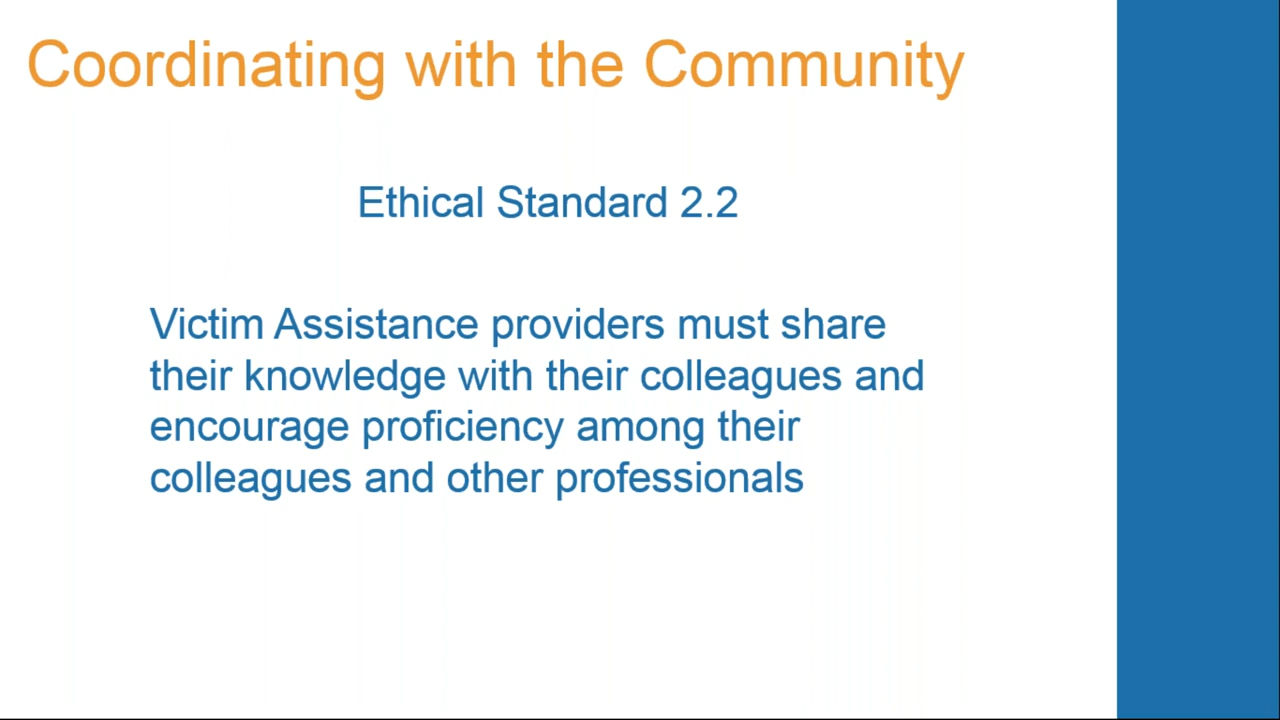 Coordinating with the Community
Ethical Standard 2.2
Victim Assistance providers must share
their knowledge with their colleagues and
encourage proficiency among their
colleagues and other professionals